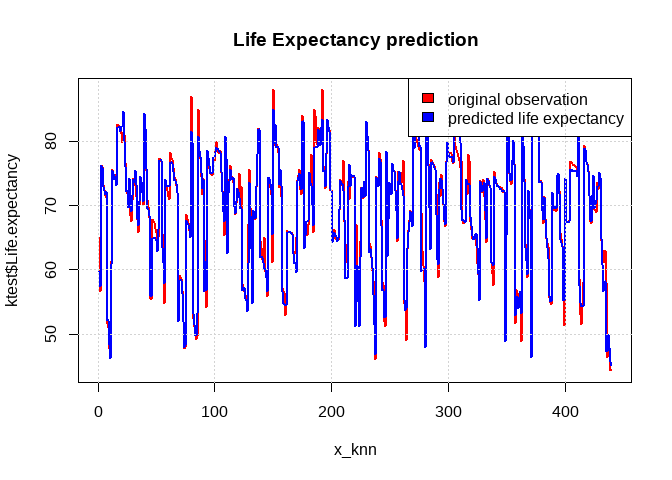 Life Expectancy prediction
original observation
predicted life expectancy
ktest$Life.expectancy
80
70
60
50
0 100 200 300 400
x_knn